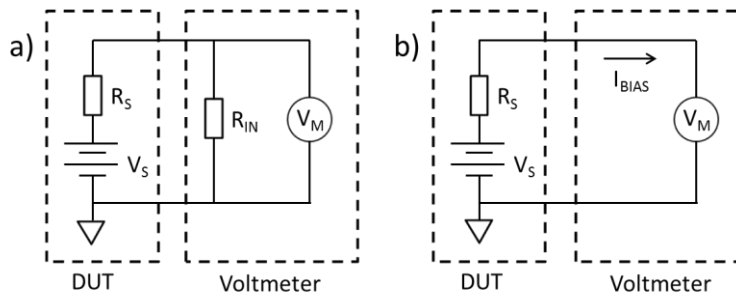 a)
R_S
V_S
R_IN
V_M
DUT
Voltmeter
b)
I_BIAS
R_S
V_S
V_M
DUT
Voltmeter